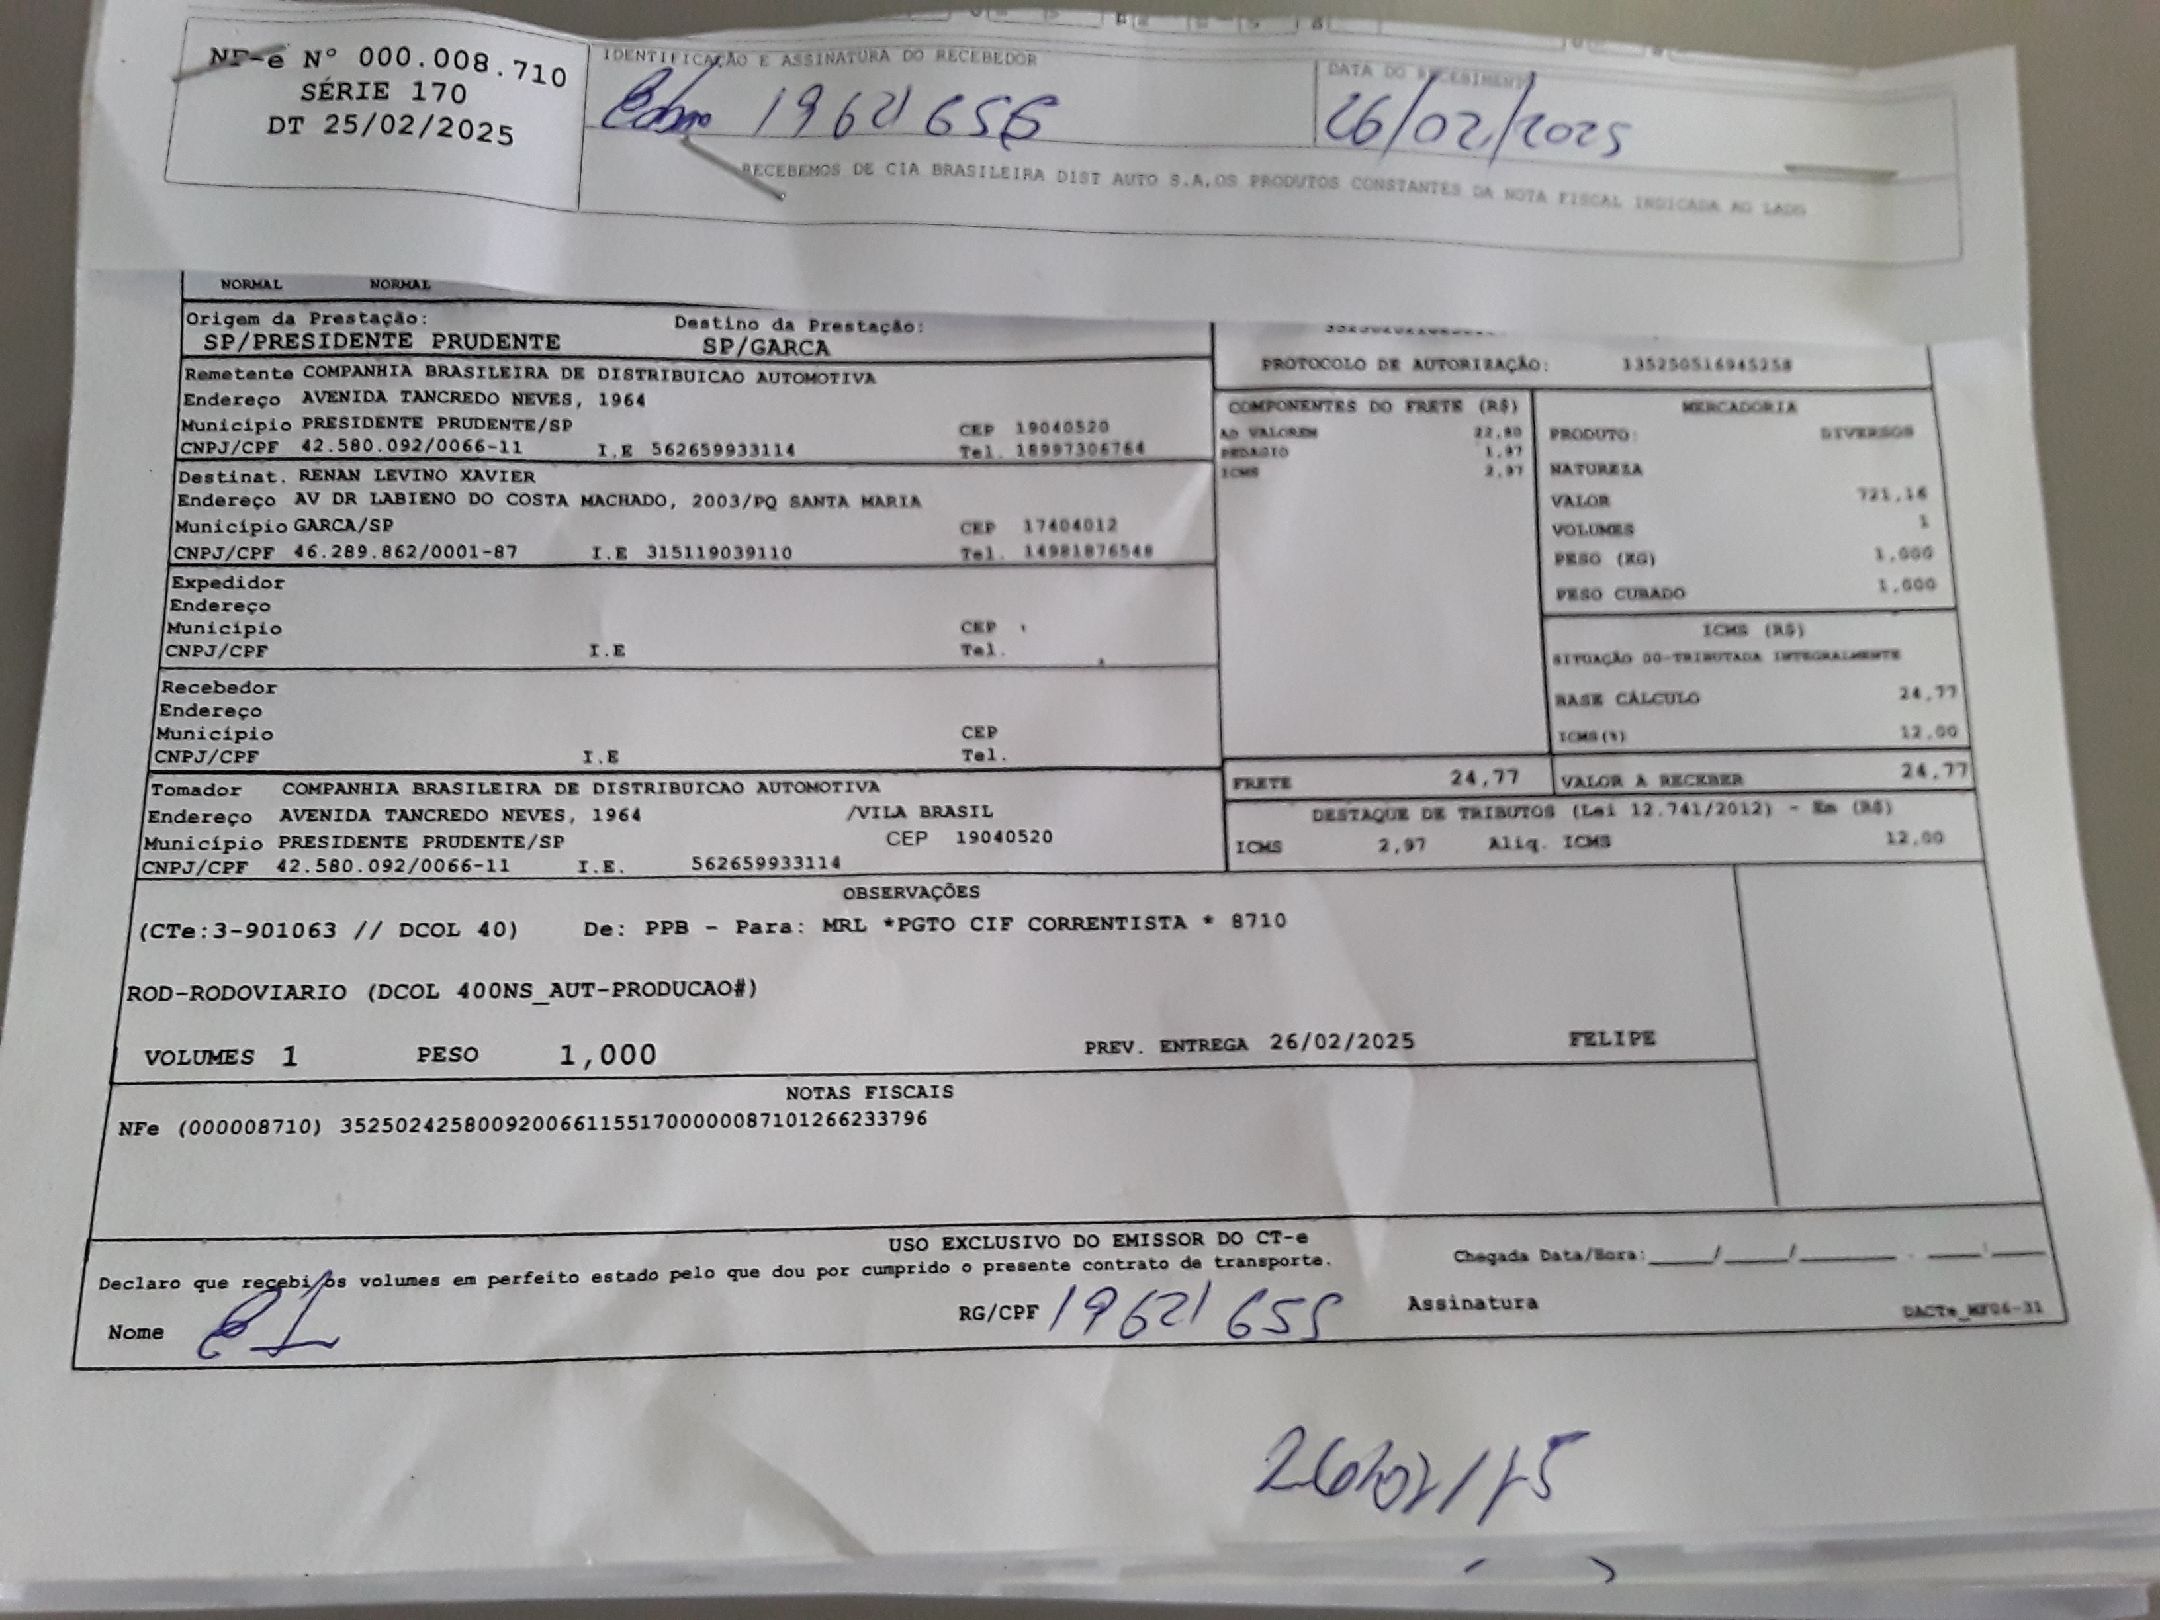 NF-e Nº 000.008.710
SÉRIE 170
DT 25/02/2025
IDENTIFICAÇÃO E ASSINATURA DO RECEBEDOR
19621656
DATA DO RECEBIMENTO
26/02/2025
RECEBEMOS DE CIA BRASILEIRA DIST AUTO S.A.OS PRODUTOS CONSTANTES DA NOTA FISCAL INDICADA AO LADO
NORMAL NORMAL
Origem da Prestação: Destino da Prestação:
SP/PRESIDENTE PRUDENTE SP/GARCA
Remetente COMPANHIA BRASILEIRA DE DISTRIBUICAO AUTOMOTIVA
Endereço AVENIDA TANCREDO NEVES, 1964
Município PRESIDENTE PRUDENTE/SP CEP 19040520
CNPJ/CPF 42.580.092/0066-11 I.E 562659933114 Tel. 18997306764
Destinat. RENAN LEVINO XAVIER
Endereço AV DR LABIENO DO COSTA MACHADO, 2003/PQ SANTA MARIA
Município GARCA/SP CEP 17404012
CNPJ/CPF 46.289.862/0001-87 I.E 315119039110 Tel. 14981876548
Expedidor
Endereço
Município CEP
CNPJ/CPF I.E Tel.
Recebedor
Endereço
Município CEP
CNPJ/CPF I.E Tel.
Tomador COMPANHIA BRASILEIRA DE DISTRIBUICAO AUTOMOTIVA
Endereço AVENIDA TANCREDO NEVES, 1964 /VILA BRASIL
Município PRESIDENTE PRUDENTE/SP CEP 19040520
CNPJ/CPF 42.580.092/0066-11 I.E. 562659933114
PROTOCOLO DE AUTORIZAÇÃO: 135250516945258
COMPONENTES DO FRETE (R$)
AD VALOREM 22,80
PEDAGIO 1,97
ICMS 2,97
MERCADORIA
PRODUTO: DIVERSOS
NATUREZA
VALOR 721,16
VOLUMES 1
PESO (KG) 1,000
PESO CUBADO 1,000
ICMS (R$)
SITUAÇÃO 00-TRIBUTADA INTEGRALMENTE
BASE CÁLCULO 24,77
ICMS(%) 12,00
FRETE 24,77 VALOR A RECEBER 24,77
DESTAQUE DE TRIBUTOS (Lei 12.741/2012) - Em (R$)
ICMS 2,97 Aliq. ICMS 12,00
OBSERVAÇÕES
(CTe:3-901063 // DCOL 40) De: PPB - Para: MRL *PGTO CIF CORRENTISTA * 8710
ROD-RODOVIARIO (DCOL 400NS_AUT-PRODUCAO#)
VOLUMES 1 PESO 1,000 PREV. ENTREGA 26/02/2025 FELIPE
NOTAS FISCAIS
NFe (000008710) 35250242580092006611551700000087101266233796
USO EXCLUSIVO DO EMISSOR DO CT-e
Declaro que recebi os volumes em perfeito estado pelo que dou por cumprido o presente contrato de transporte. Chegada Data/Hora:____/____/______ . ___:___
Nome RG/CPF 19621655 Assinatura DACTe_MF06-31